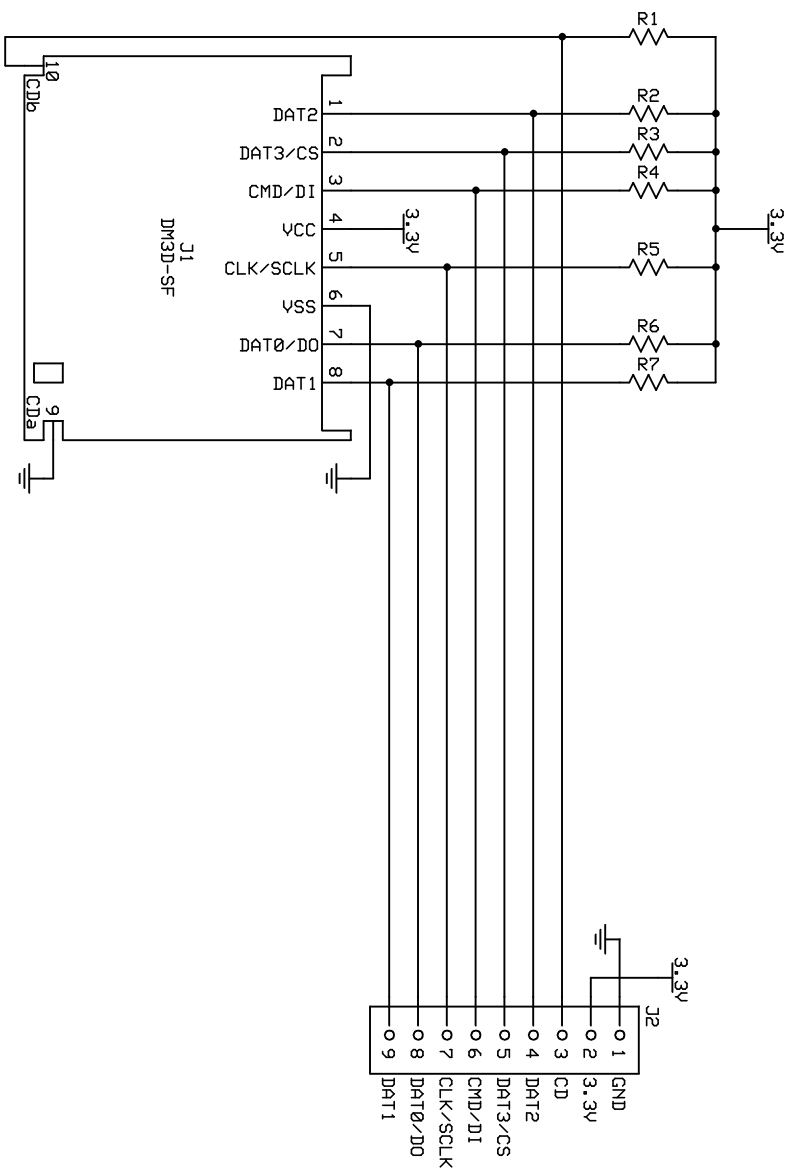 R1
R2
R3
R4
R5
R6
R7
3.3V
10
CDb
1
DAT2
2
DAT3/CS
3
CMD/DI
4
VCC
3.3V
5
CLK/SCLK
6
VSS
7
DAT0/DO
8
DAT1
J1
DM3D-SF
9
CDa
3.3V
J2
1 GND
2 3.3V
3 CD
4 DAT2
5 DAT3/CS
6 CMD/DI
7 CLK/SCLK
8 DAT0/DO
9 DAT1